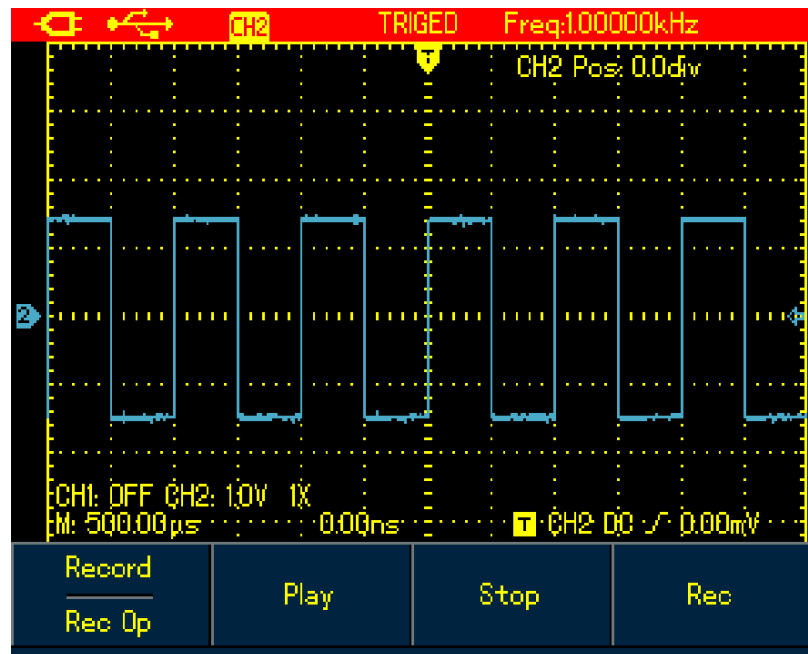 CH2 TRIGED Freq:1.00000kHz
T
CH2 Pos: 0.0div
2
CH1: OFF CH2: 1.0V 1X
M: 500.00μs 0.00ns T CH2 DC 0.00mV
Record Play Stop Rec
Rec Op